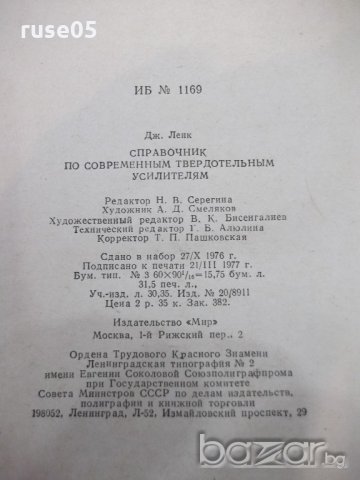 ruse05
ИБ № 1169
Дж. Ленк
СПРАВОЧНИК
ПО СОВРЕМЕННЫМ ТВЕРДОТЕЛЬНЫМ
УСИЛИТЕЛЯМ
Редактор Н. В. Серегина
Художник А. Д. Смеляков
Художественный редактор В. К. Бисенгалиев
Технический редактор Г. Б. Алюлина
Корректор Т. П. Пашковская
Сдано в набор 27/X 1976 г.
Подписано к печати 21/III 1977 г.
Бум. тип. № 3 60×90¹/₁₆=15,75 бум. л.
31,5 печ. л.,
Уч.-изд. л. 30,35. Изд. № 20/8911
Цена 2 р. 35 к. Зак. 382.
Издательство «Мир»
Москва, 1-й Рижский пер., 2
Ордена Трудового Красного Знамени
Ленинградская типография № 2
имени Евгении Соколовой Союзполиграфпрома
при Государственном комитете
Совета Министров СССР по делам издательств,
полиграфии и книжной торговли
198052, Ленинград, Л-52, Измайловский проспект, 29
bazar.bg